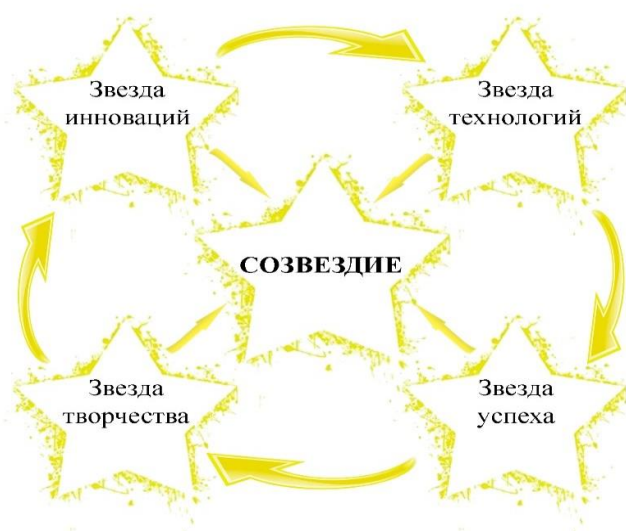 Звезда
инноваций
Звезда
технологий
СОЗВЕЗДИЕ
Звезда
творчества
Звезда
успеха